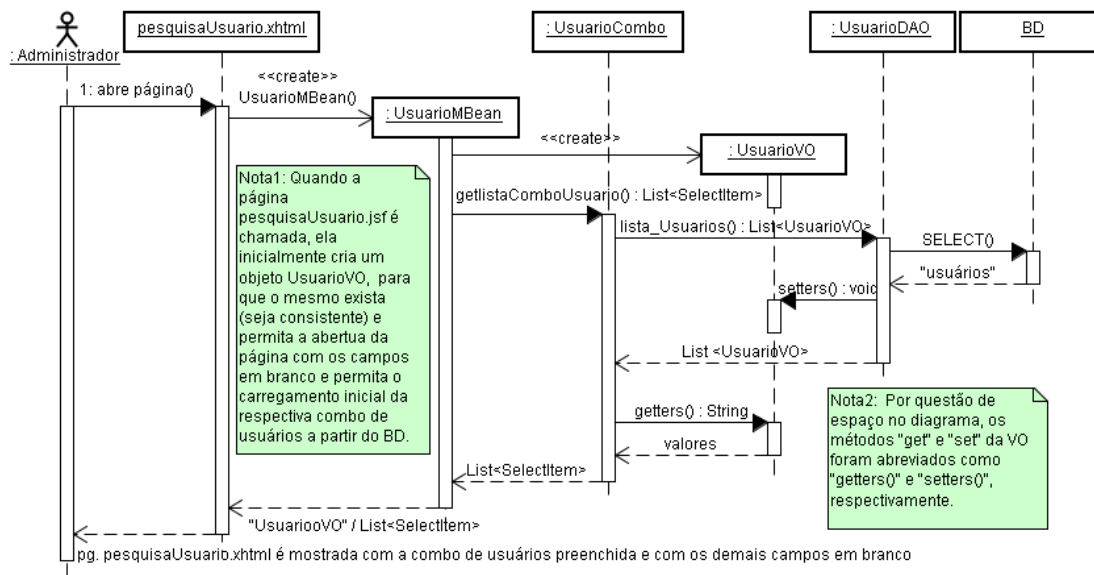 : Administrador
pesquisaUsuario.xhtml
: UsuarioCombo
: UsuarioDAO
BD
1: abre página()
<<create>>
UsuarioMBean()
: UsuarioMBean
<<create>>
: UsuarioVO
Nota1: Quando a
página
pesquisaUsuario.jsf é
chamada, ela
inicialmente cria um
objeto UsuarioVO,  para
que o mesmo exista
(seja consistente) e
permita a abertua da
página com os campos
em branco e permita o
carregamento inicial da
respectiva combo de
usuários a partir do BD.
getlistaComboUsuario() : List<SelectItem>
lista_Usuarios() : List<UsuarioVO>
SELECT()
"usuários"
setters() : void
List <UsuarioVO>
Nota2:  Por questão de
espaço no diagrama, os
métodos "get" e "set" da VO
foram abreviados como
"getters()" e "setters()",
respectivamente.
getters() : String
valores
List<SelectItem>
"UsuariooVO" / List<SelectItem>
pg. pesquisaUsuario.xhtml é mostrada com a combo de usuários preenchida e com os demais campos em branco